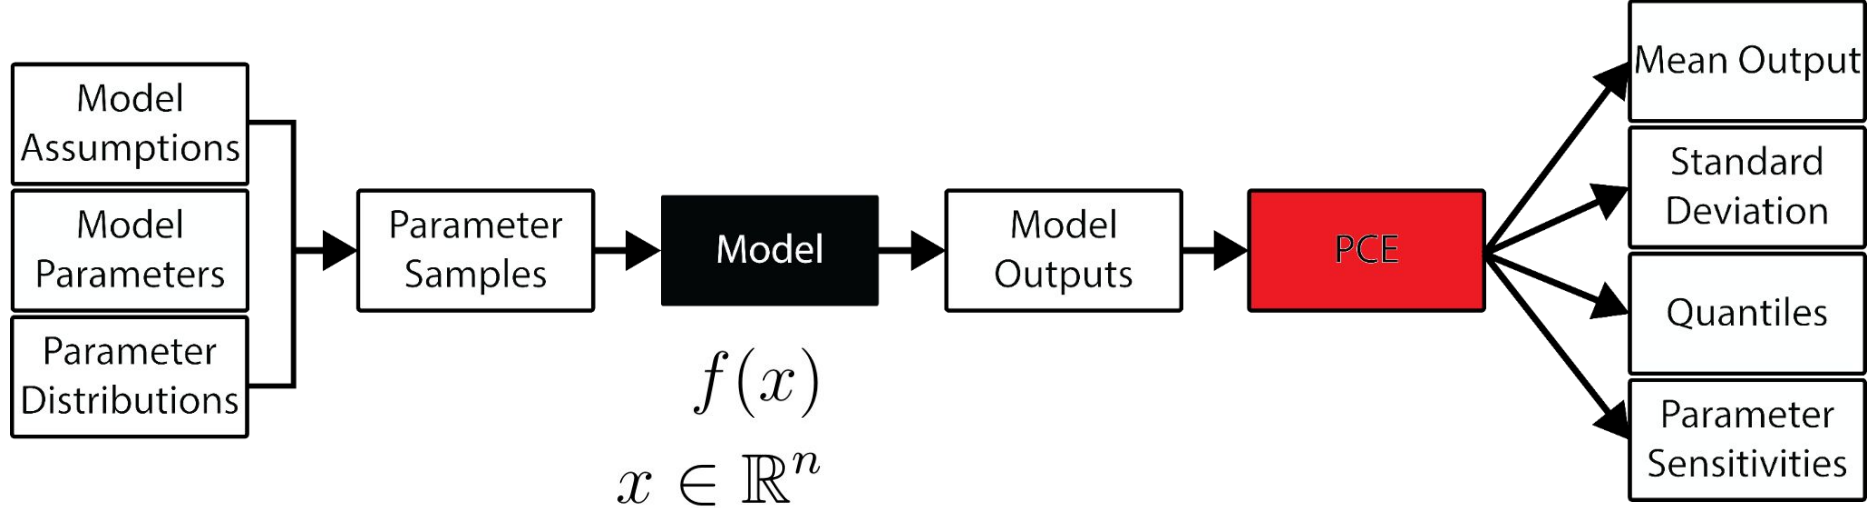 Model
Assumptions
Model
Parameters
Parameter
Distributions
Parameter
Samples
Model
f(x)
x ∈ ℝⁿ
Model
Outputs
PCE
Mean Output
Standard
Deviation
Quantiles
Parameter
Sensitivities